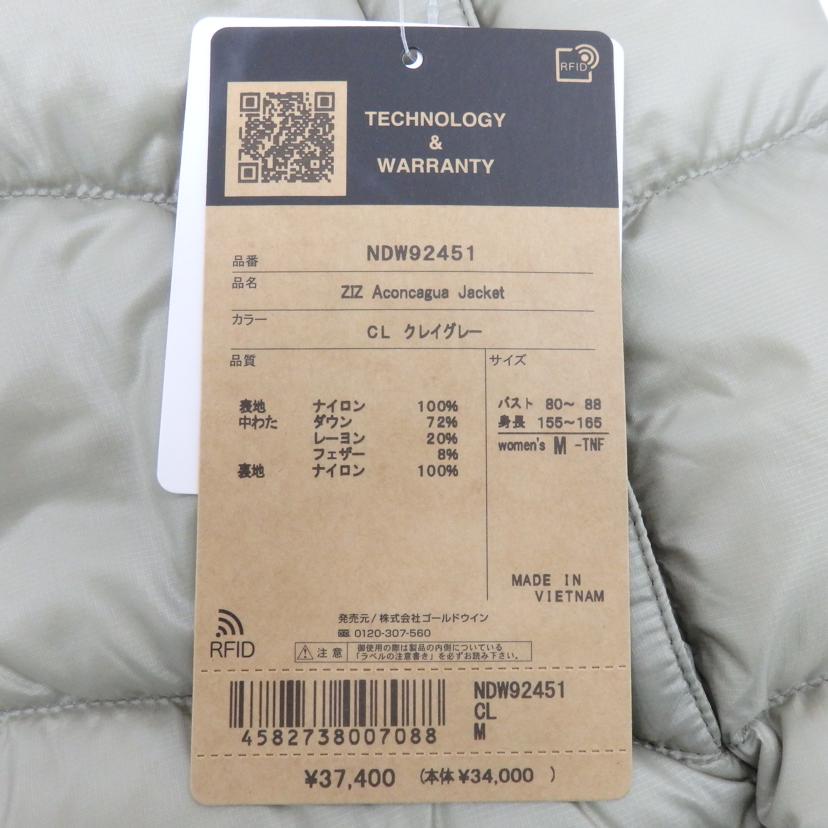 RFID
TECHNOLOGY
&
WARRANTY
品番 NDW92451
品名 ZIZ Aconcagua Jacket
カラー CL クレイグレー
品質
表地 ナイロン 100%
中わた ダウン 72%
レーヨン 20%
フェザー 8%
裏地 ナイロン 100%
サイズ
バスト 80〜 88
身長 155〜165
women's M -TNF
MADE IN
VIETNAM
RFID
発売元/株式会社ゴールドウイン
0120-307-560
注意 御使用の際は製品の内側についている
「ラベルの注意書き」を必ずお読み下さい。
4582738007088
NDW92451
CL
M
¥37,400 (本体 ¥34,000 )